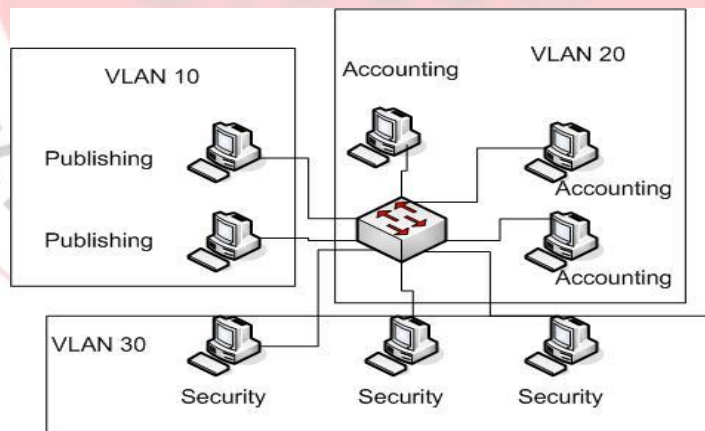 VLAN 10
Publishing
Publishing
VLAN 20
Accounting
Accounting
Accounting
VLAN 30
Security
Security
Security